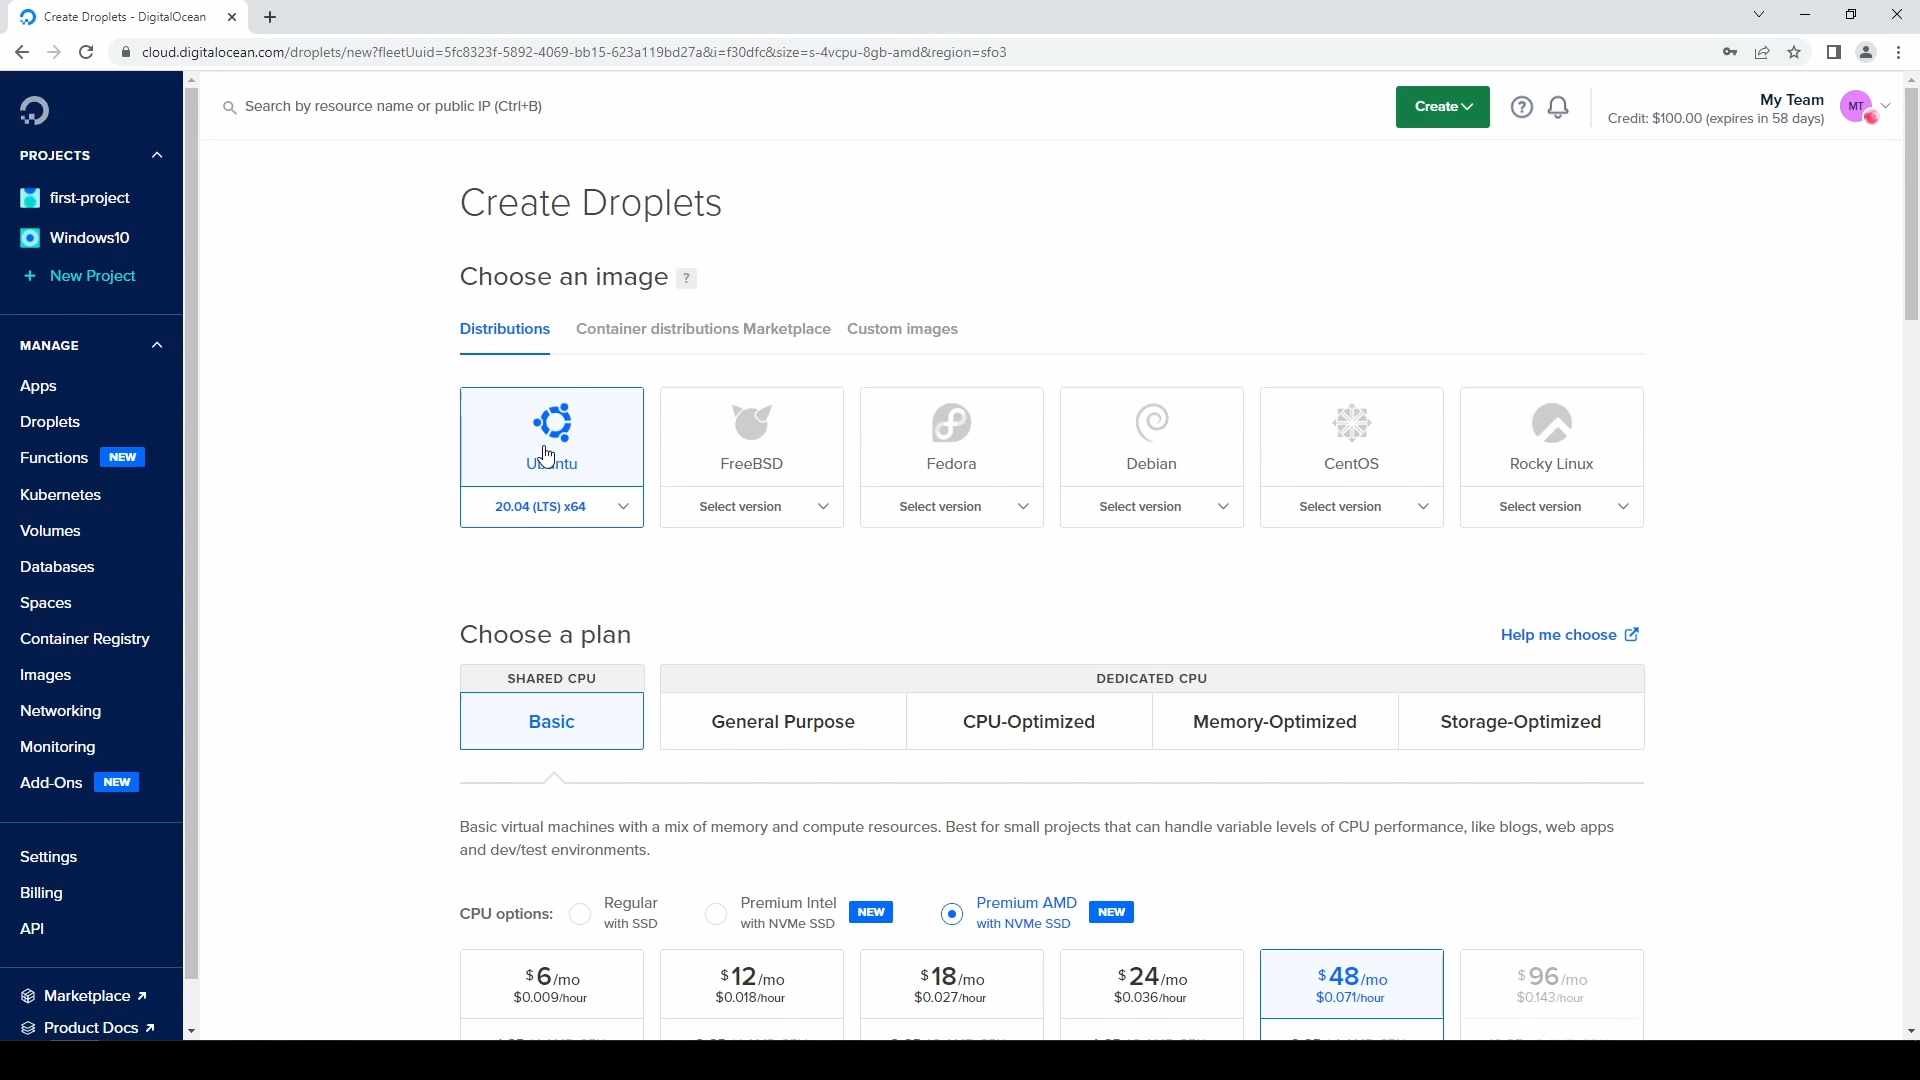 Create Droplets - DigitalOcean
cloud.digitalocean.com/droplets/new?fleetUuid=5fc8323f-5892-4069-bb15-623a119bd27a&i=f30dfc&size=s-4vcpu-8gb-amd&region=sfo3
Search by resource name or public IP (Ctrl+B)
Create
?
My Team
Credit: $100.00 (expires in 58 days)
MT
PROJECTS
first-project
Windows10
+ New Project
MANAGE
Apps
Droplets
Functions NEW
Kubernetes
Volumes
Databases
Spaces
Container Registry
Images
Networking
Monitoring
Add-Ons NEW
Settings
Billing
API
Marketplace
Product Docs
Create Droplets
Choose an image ?
Distributions Container distributions Marketplace Custom images
Ubuntu FreeBSD Fedora Debian CentOS Rocky Linux
20.04 (LTS) x64 Select version Select version Select version Select version Select version
Choose a plan
Help me choose
SHARED CPU DEDICATED CPU
Basic General Purpose CPU-Optimized Memory-Optimized Storage-Optimized
Basic virtual machines with a mix of memory and compute resources. Best for small projects that can handle variable levels of CPU performance, like blogs, web apps
and dev/test environments.
CPU options:
Regular
with SSD
Premium Intel
with NVMe SSD
NEW
Premium AMD
with NVMe SSD
NEW
$6/mo $12/mo $18/mo $24/mo $48/mo $96/mo
$0.009/hour $0.018/hour $0.027/hour $0.036/hour $0.071/hour $0.143/hour